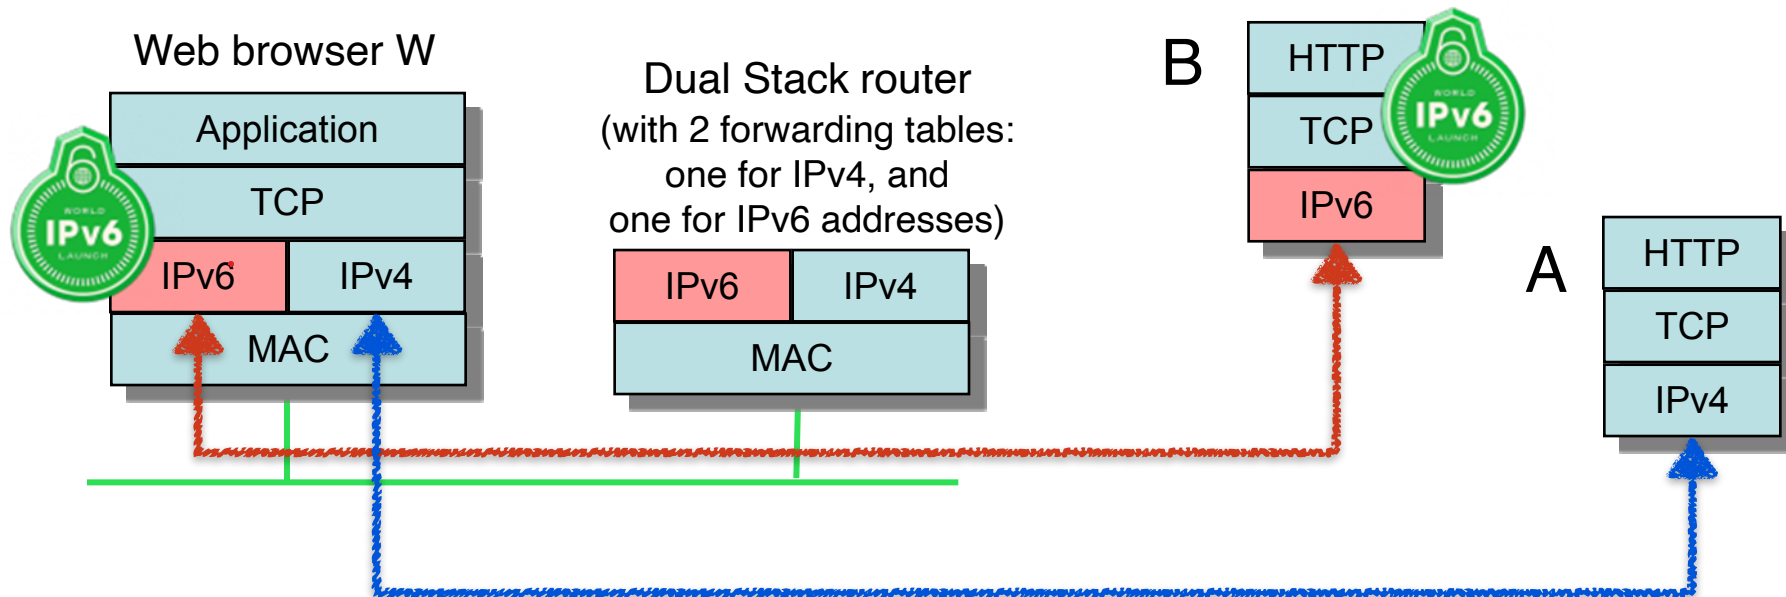 Web browser W
Application
TCP
IPv6
IPv4
MAC
WORLD
IPv6
LAUNCH
Dual Stack router
(with 2 forwarding tables:
one for IPv4, and
one for IPv6 addresses)
IPv6
IPv4
MAC
B
HTTP
TCP
IPv6
WORLD
IPv6
LAUNCH
A
HTTP
TCP
IPv4